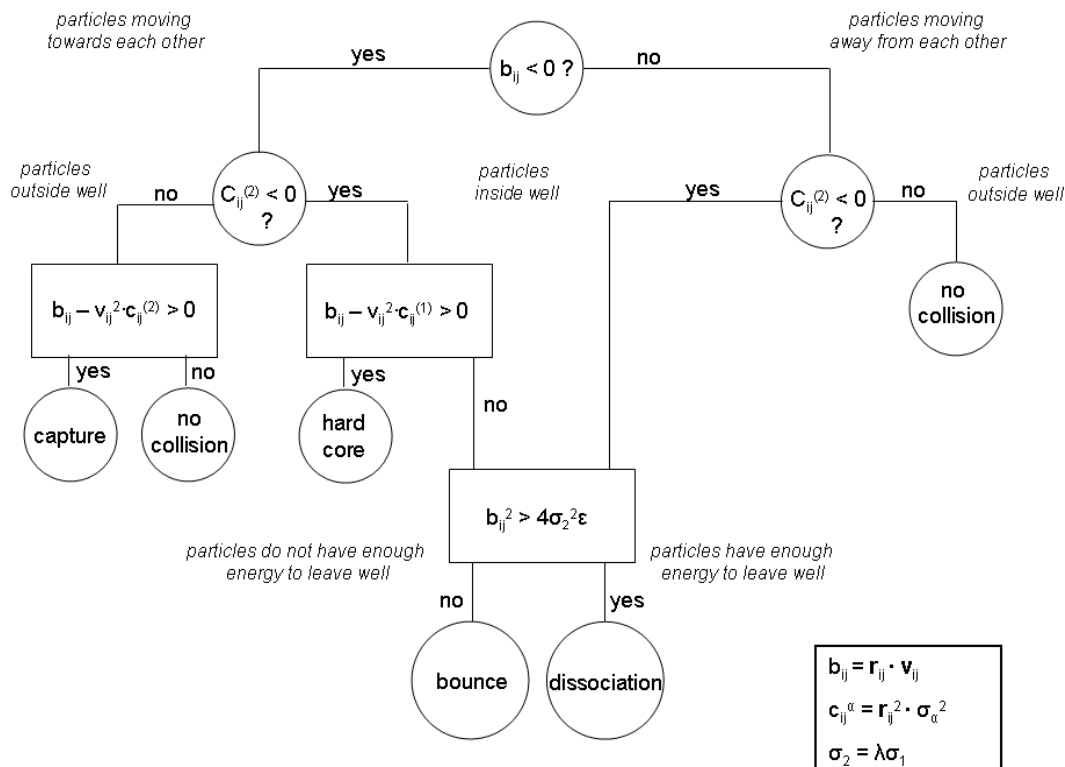 particles moving
towards each other
particles moving
away from each other
yes
b_ij < 0 ?
no
particles
outside well
no
C_ij^(2) < 0
?
yes
particles
inside well
yes
C_ij^(2) < 0
?
no
particles
outside well
b_ij – v_ij^2·c_ij^(2) > 0
b_ij – v_ij^2·c_ij^(1) > 0
no
collision
yes
no
yes
no
capture
no
collision
hard
core
b_ij^2 > 4σ_2^2ε
particles do not have enough
energy to leave well
particles have enough
energy to leave well
no
yes
bounce
dissociation
b_ij = r_ij · v_ij
c_ij^α = r_ij^2 · σ_α^2
σ_2 = λσ_1